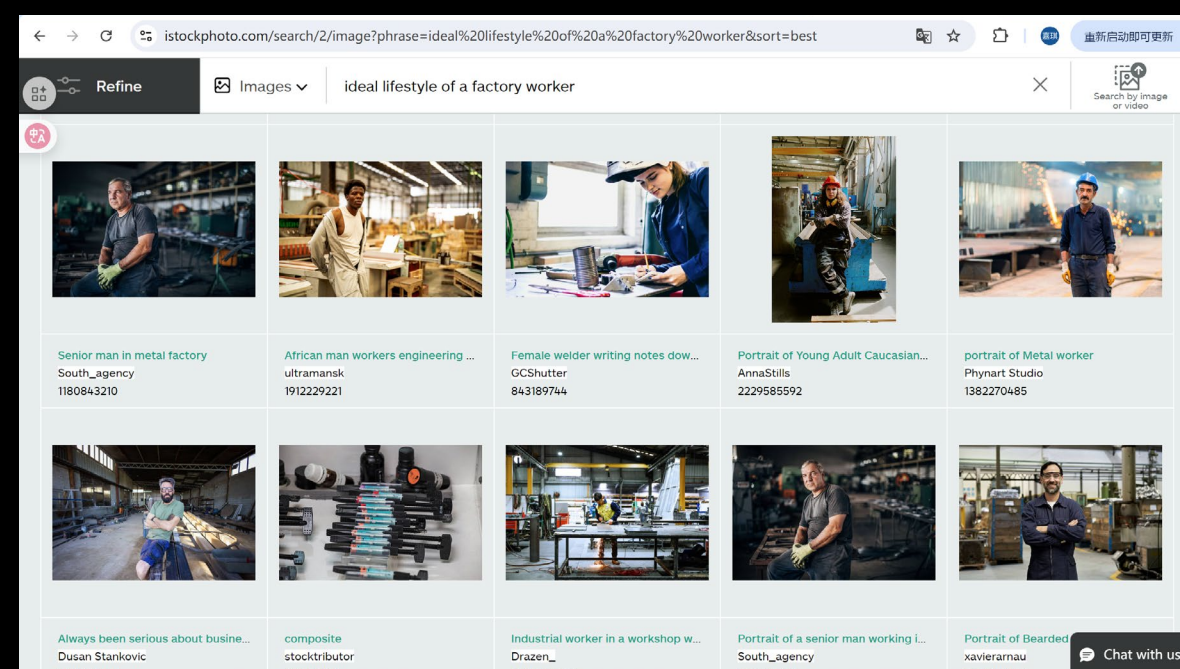 istockphoto.com/search/2/image?phrase=ideal%20lifestyle%20of%20a%20factory%20worker&sort=best
嘉琪
重新启动即可更新
Refine
Images
ideal lifestyle of a factory worker
Search by image
or video
Senior man in metal factory
South_agency
1180843210
African man workers engineering ...
ultramansk
1912229221
Female welder writing notes dow...
GCShutter
843189744
Portrait of Young Adult Caucasian...
AnnaStills
2229585592
portrait of Metal worker
Phynart Studio
1382270485
Always been serious about busine...
Dusan Stankovic
composite
stocktributor
Industrial worker in a workshop w...
Drazen_
Portrait of a senior man working i...
South_agency
Portrait of Bearded
xavierarnau
Chat with us